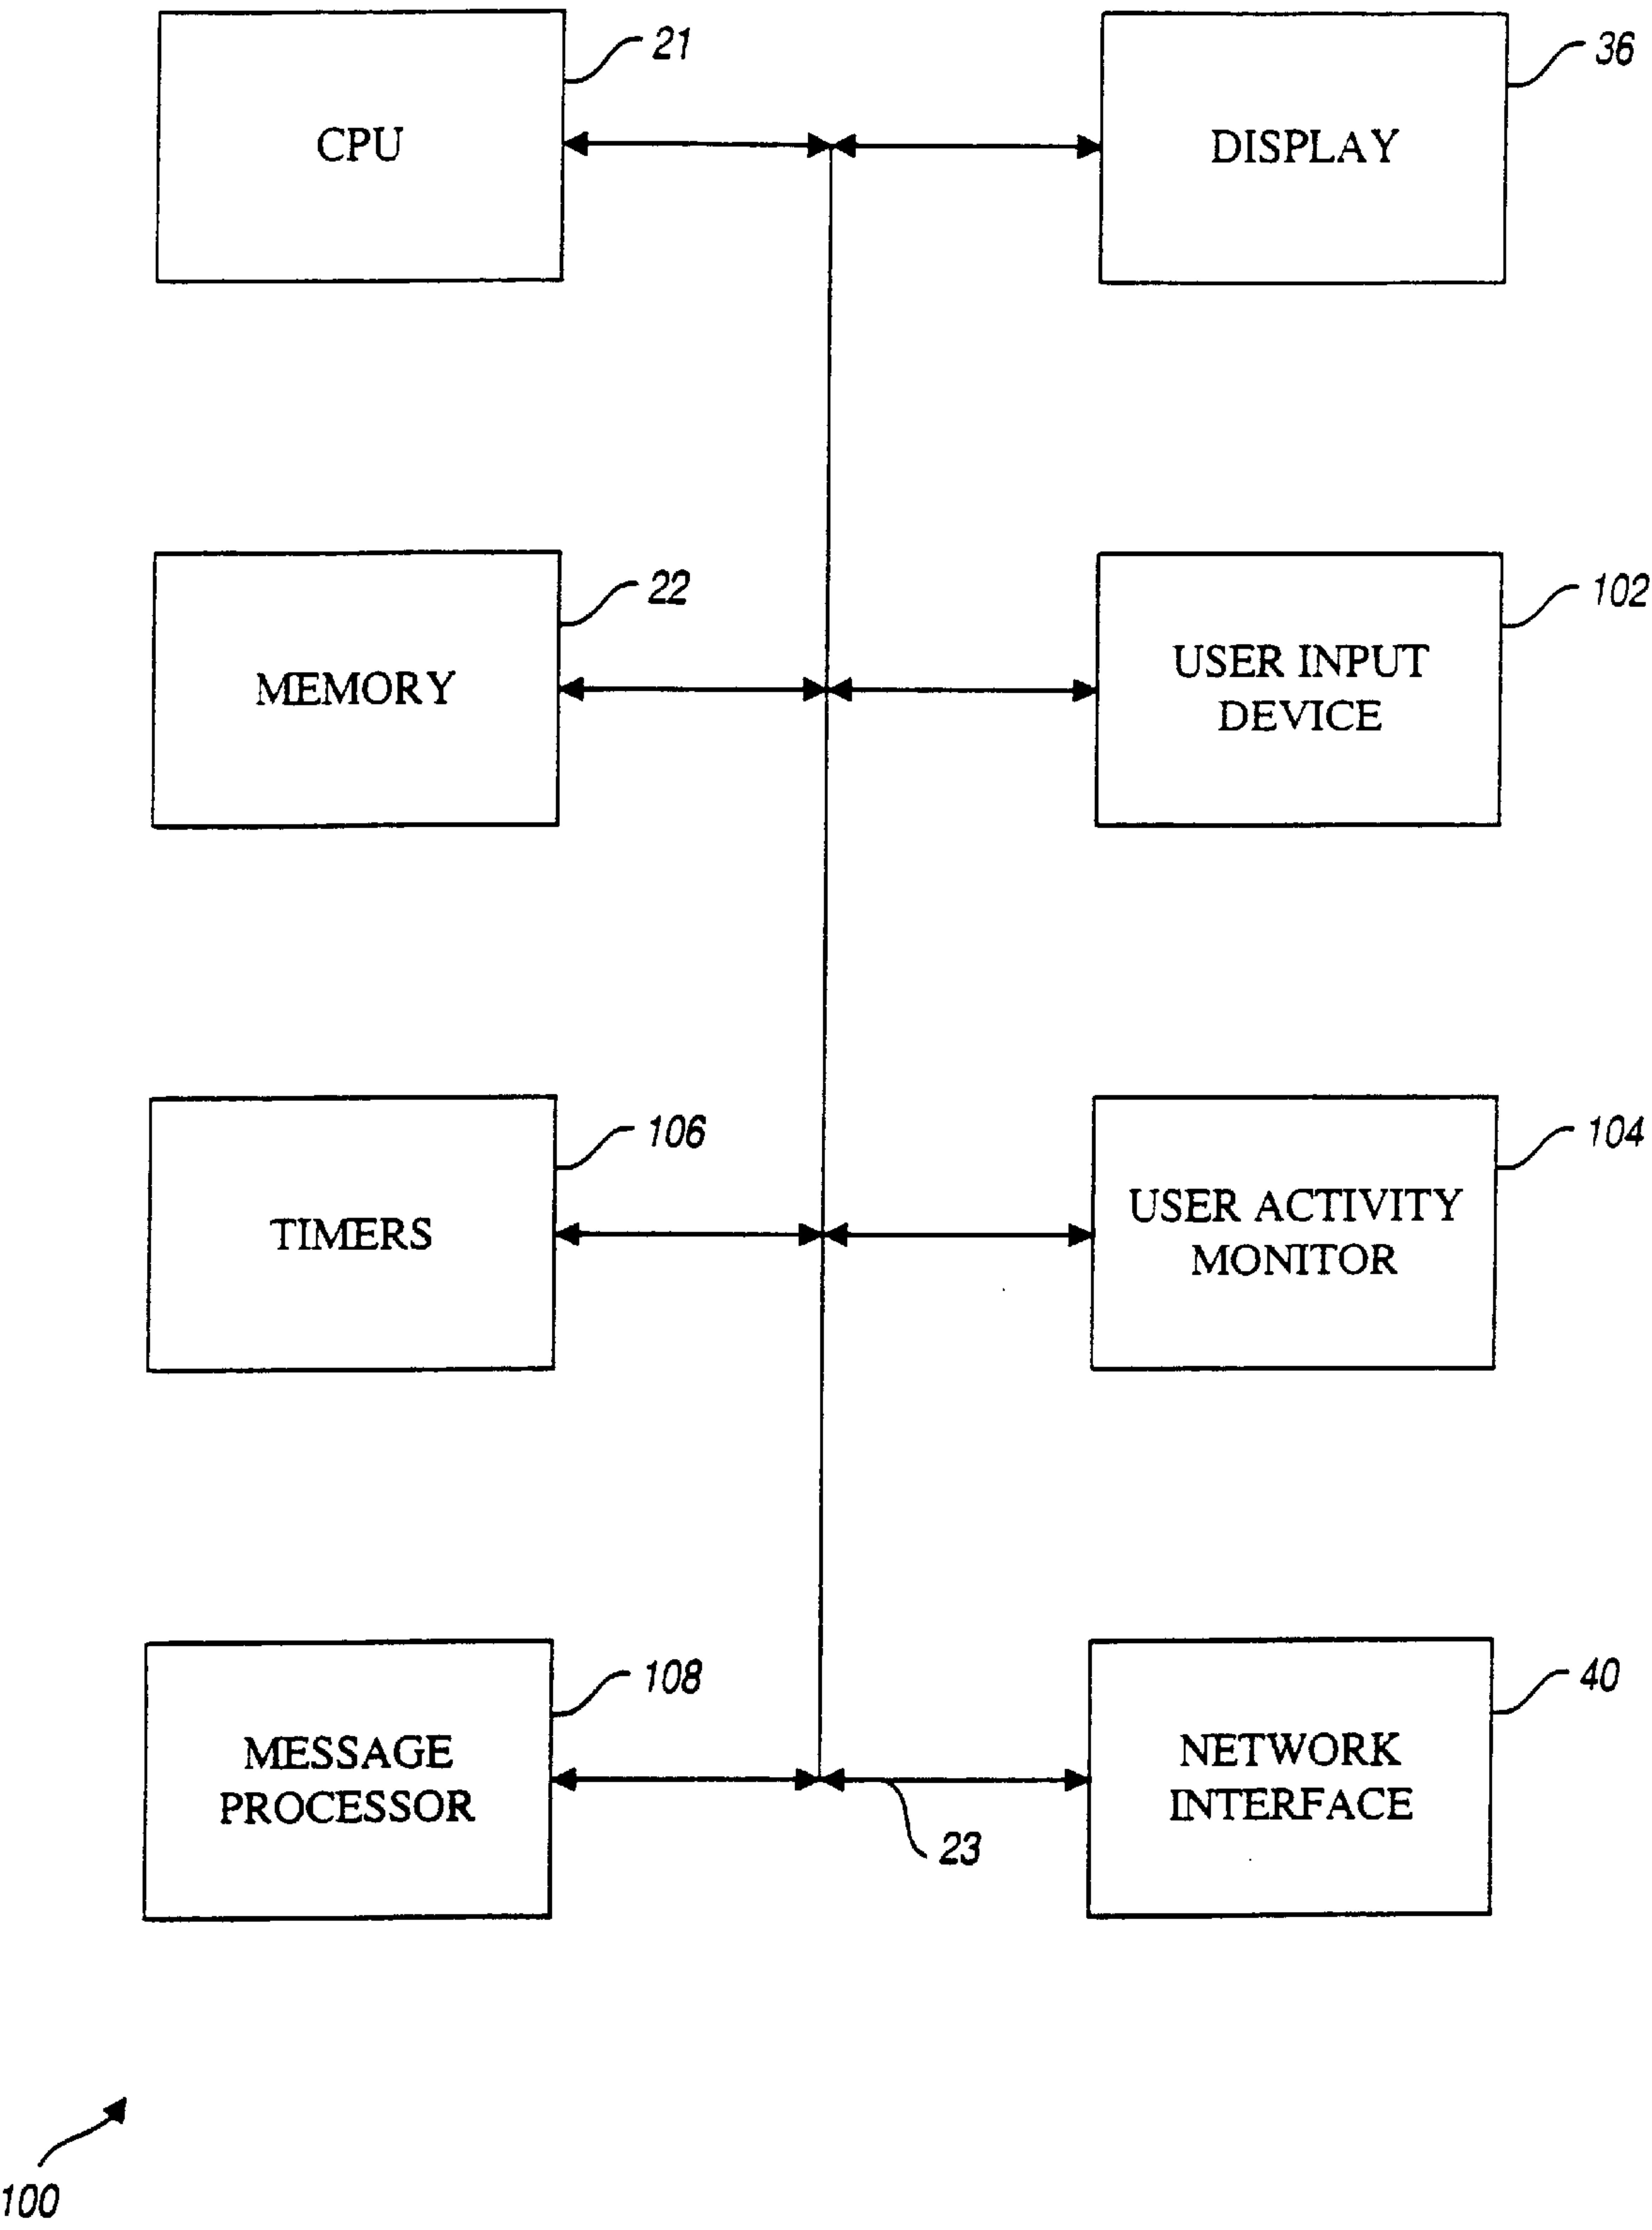 21
36
CPU
DISPLAY
22
102
MEMORY
USER INPUT
DEVICE
106
104
TIMERS
USER ACTIVITY
MONITOR
108
40
MESSAGE
PROCESSOR
NETWORK
INTERFACE
23
100